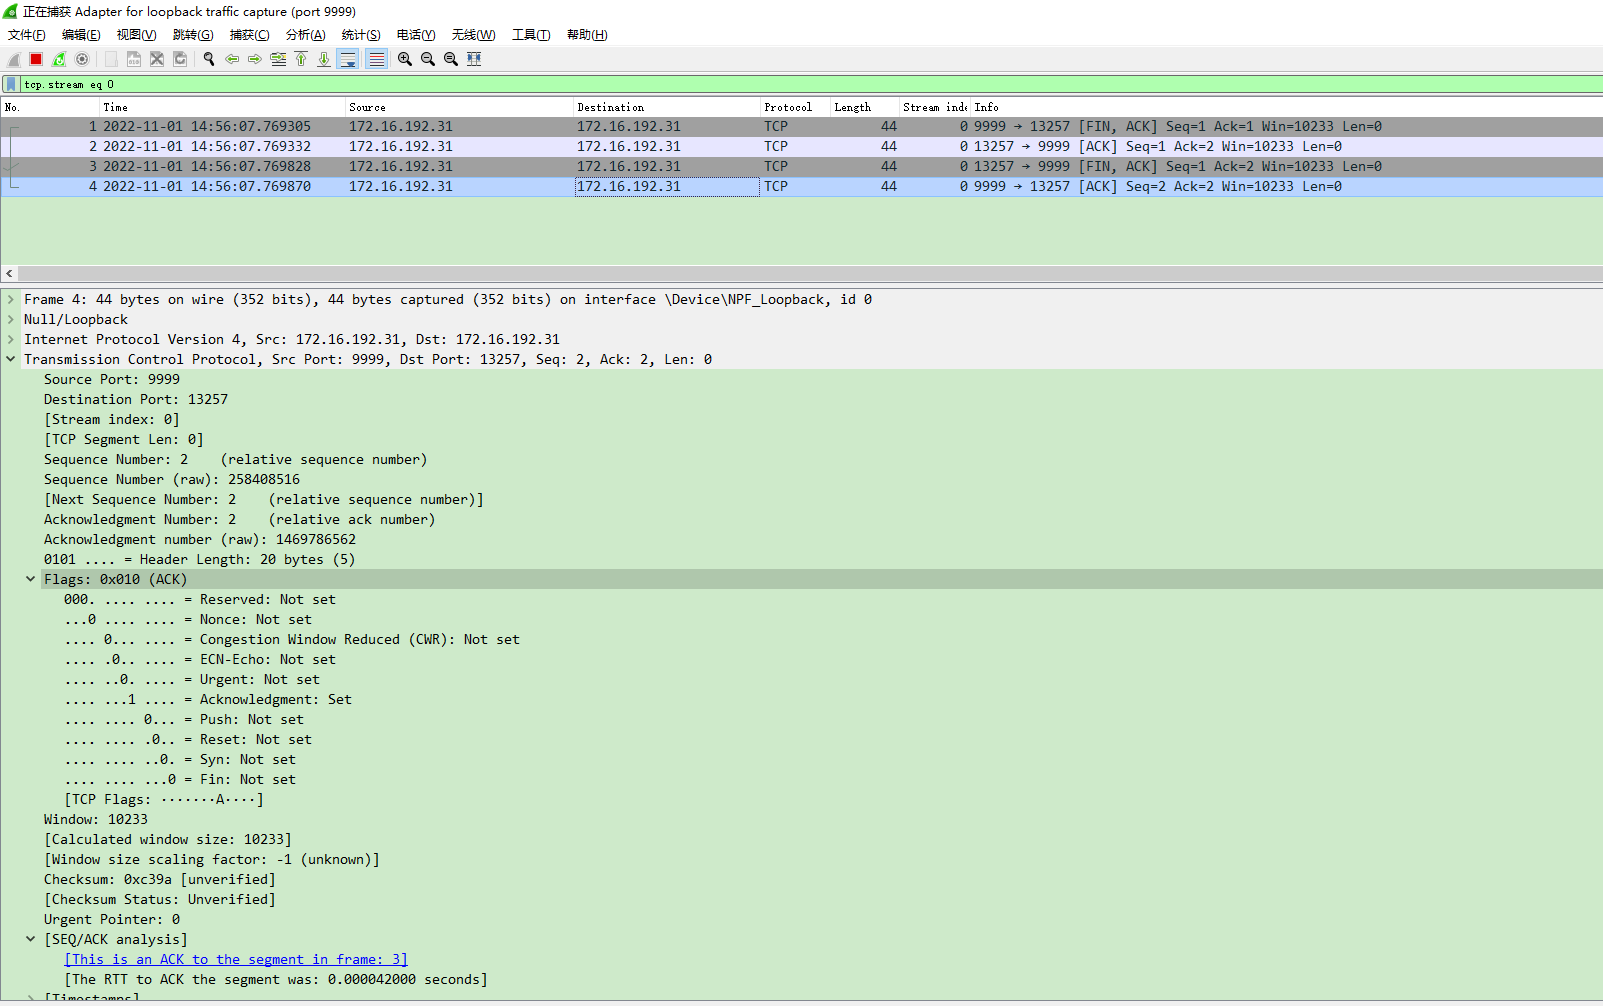 正在捕获 Adapter for loopback traffic capture (port 9999)
文件(F) 编辑(E) 视图(V) 跳转(G) 捕获(C) 分析(A) 统计(S) 电话(Y) 无线(W) 工具(T) 帮助(H)
tcp.stream eq 0
No. Time Source Destination Protocol Length Stream inde Info
1 2022-11-01 14:56:07.769305 172.16.192.31 172.16.192.31 TCP 44 0 9999 → 13257 [FIN, ACK] Seq=1 Ack=1 Win=10233 Len=0
2 2022-11-01 14:56:07.769332 172.16.192.31 172.16.192.31 TCP 44 0 13257 → 9999 [ACK] Seq=1 Ack=2 Win=10233 Len=0
3 2022-11-01 14:56:07.769828 172.16.192.31 172.16.192.31 TCP 44 0 13257 → 9999 [FIN, ACK] Seq=1 Ack=2 Win=10233 Len=0
4 2022-11-01 14:56:07.769870 172.16.192.31 172.16.192.31 TCP 44 0 9999 → 13257 [ACK] Seq=2 Ack=2 Win=10233 Len=0
Frame 4: 44 bytes on wire (352 bits), 44 bytes captured (352 bits) on interface \Device\NPF_Loopback, id 0
Null/Loopback
Internet Protocol Version 4, Src: 172.16.192.31, Dst: 172.16.192.31
Transmission Control Protocol, Src Port: 9999, Dst Port: 13257, Seq: 2, Ack: 2, Len: 0
Source Port: 9999
Destination Port: 13257
[Stream index: 0]
[TCP Segment Len: 0]
Sequence Number: 2 (relative sequence number)
Sequence Number (raw): 258408516
[Next Sequence Number: 2 (relative sequence number)]
Acknowledgment Number: 2 (relative ack number)
Acknowledgment number (raw): 1469786562
0101 .... = Header Length: 20 bytes (5)
Flags: 0x010 (ACK)
000. .... .... = Reserved: Not set
...0 .... .... = Nonce: Not set
.... 0... .... = Congestion Window Reduced (CWR): Not set
.... .0.. .... = ECN-Echo: Not set
.... ..0. .... = Urgent: Not set
.... ...1 .... = Acknowledgment: Set
.... .... 0... = Push: Not set
.... .... .0.. = Reset: Not set
.... .... ..0. = Syn: Not set
.... .... ...0 = Fin: Not set
[TCP Flags: ·······A····]
Window: 10233
[Calculated window size: 10233]
[Window size scaling factor: -1 (unknown)]
Checksum: 0xc39a [unverified]
[Checksum Status: Unverified]
Urgent Pointer: 0
[SEQ/ACK analysis]
[This is an ACK to the segment in frame: 3]
[The RTT to ACK the segment was: 0.000042000 seconds]
[Timestamps]